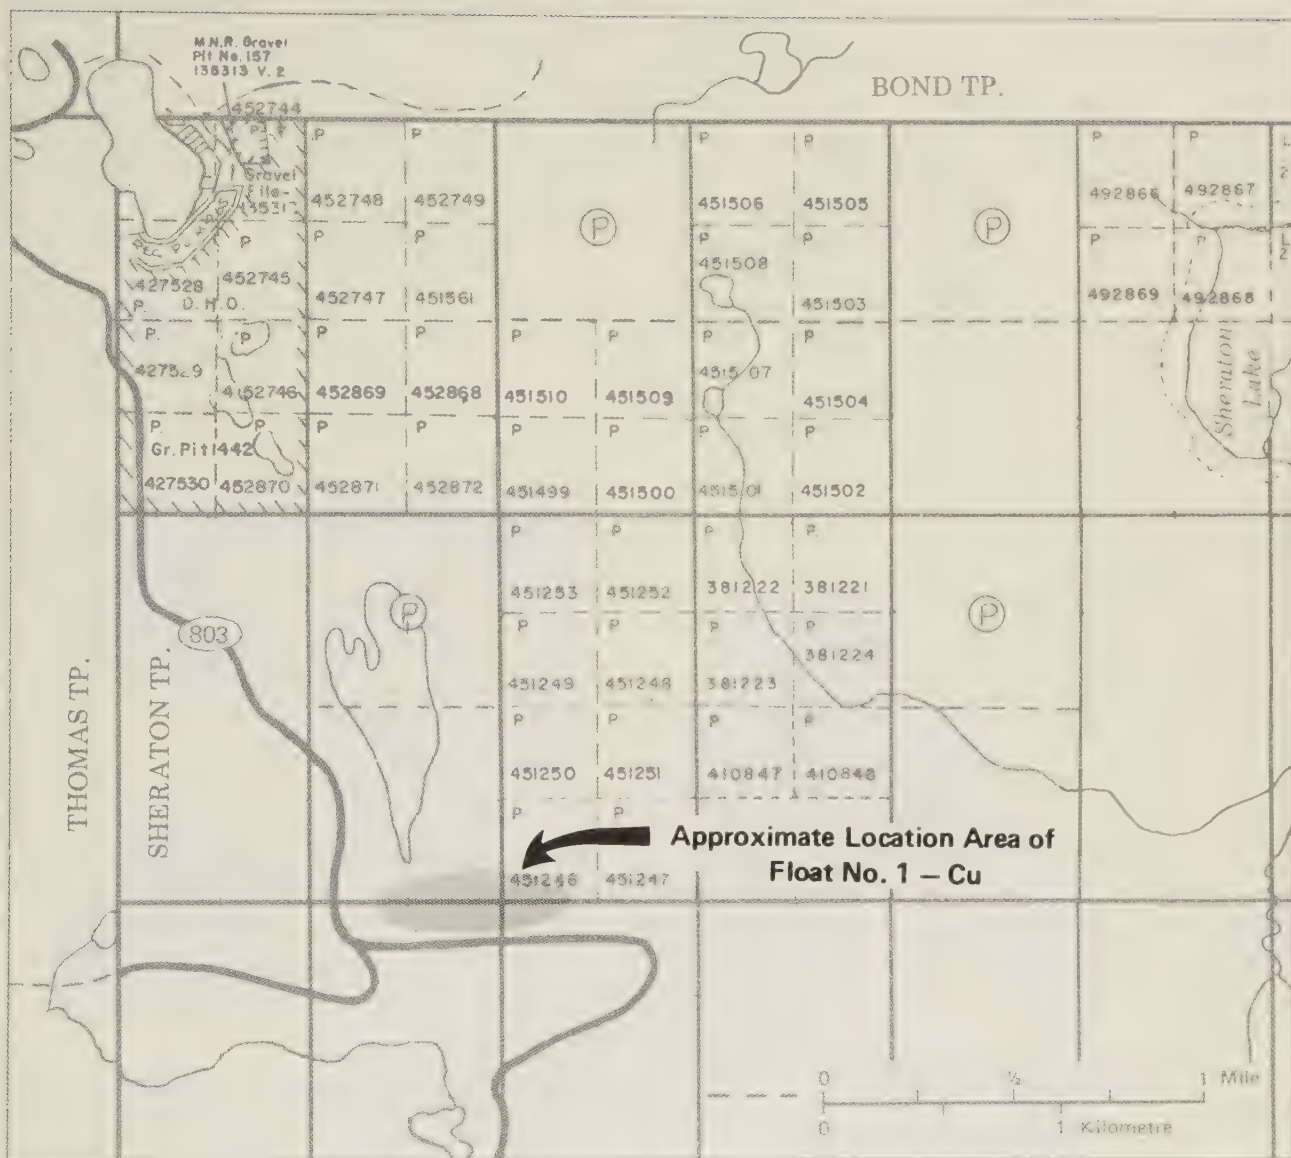 M.N.R. Gravel
Pit No. 157
138313 V. 2
BOND TP.
452744
P P P P P P P
Gravel
File-
452748 452749 451506 451505 492866 492867
P P P P P P P P P
451508
427528 452745 452747 451561 451503 492869 492868
P. D.H.O.
P. P P P P P P
451507
452746 452869 452868 451510 451509 451504
Sheraton
Lake
P. P P P P P P
Gr. Pit 1442
427530 452870 452871 452872 451499 451500 451501 451502
P P P P.
451253 451252 381222 381221
P P
803
P P P P
381224
451249 451248 381223
THOMAS TP.
SHERATON TP.
P P P P
451250 451251 410847 410848
P P
Approximate Location Area of
Float No. 1 – Cu
451246 451247
0 ½ 1 Mile
0 1 Kilometre